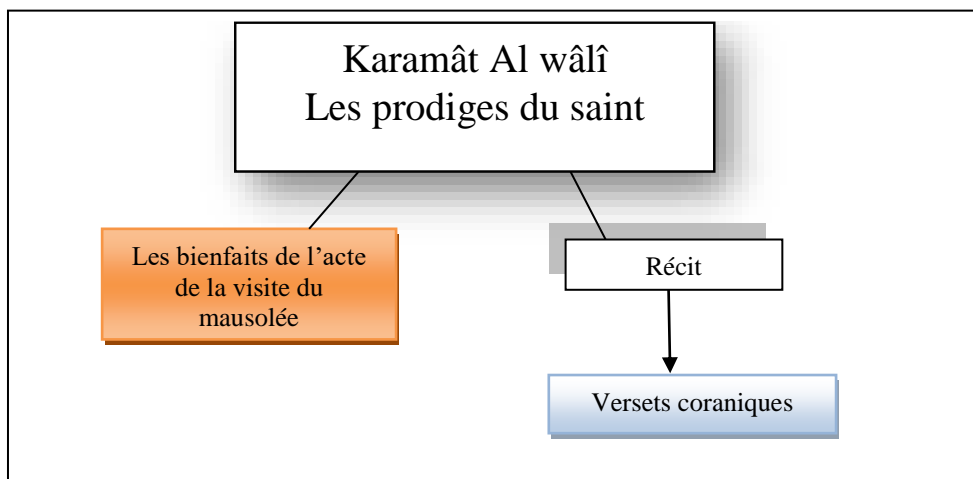 Karamât Al wâlî
Les prodiges du saint
Les bienfaits de l’acte
de la visite du
mausolée
Récit
Versets coraniques